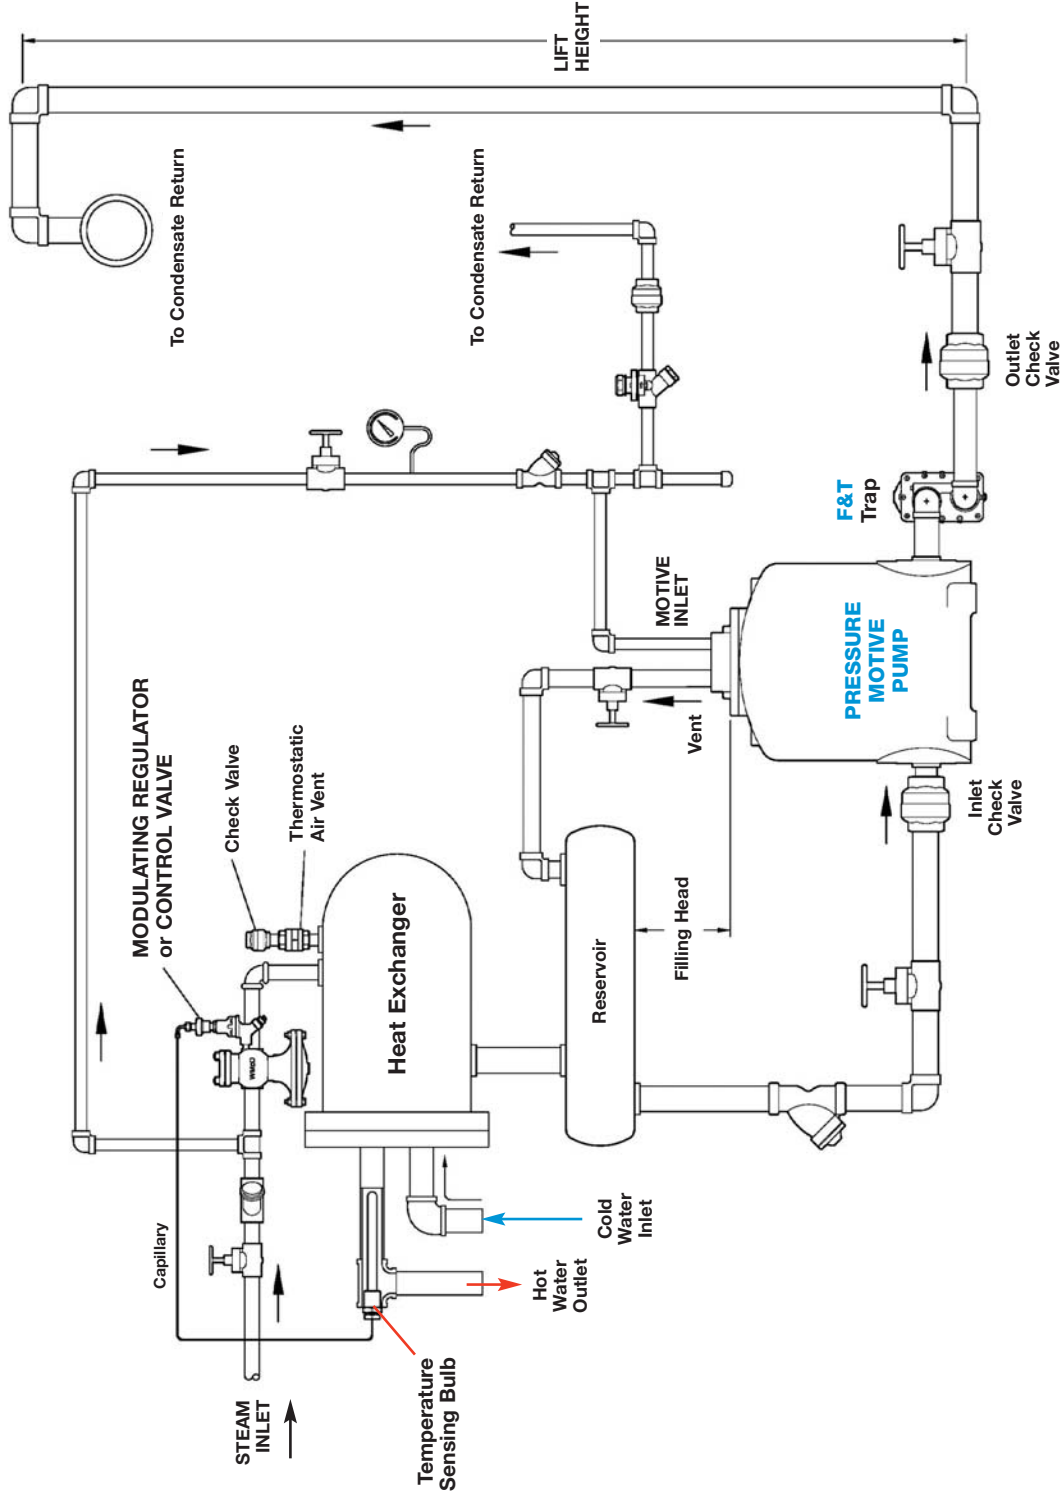 STEAM
INLET
Capillary
MODULATING REGULATOR
or CONTROL VALVE
Check Valve
Thermostatic
Air Vent
Heat Exchanger
Temperature
Sensing Bulb
Hot
Water
Outlet
Cold
Water
Inlet
Reservoir
Filling Head
Vent
MOTIVE
INLET
PRESSURE
MOTIVE
PUMP
Inlet
Check
Valve
F&T
Trap
Outlet
Check
Valve
To Condensate Return
To Condensate Return
LIFT
HEIGHT